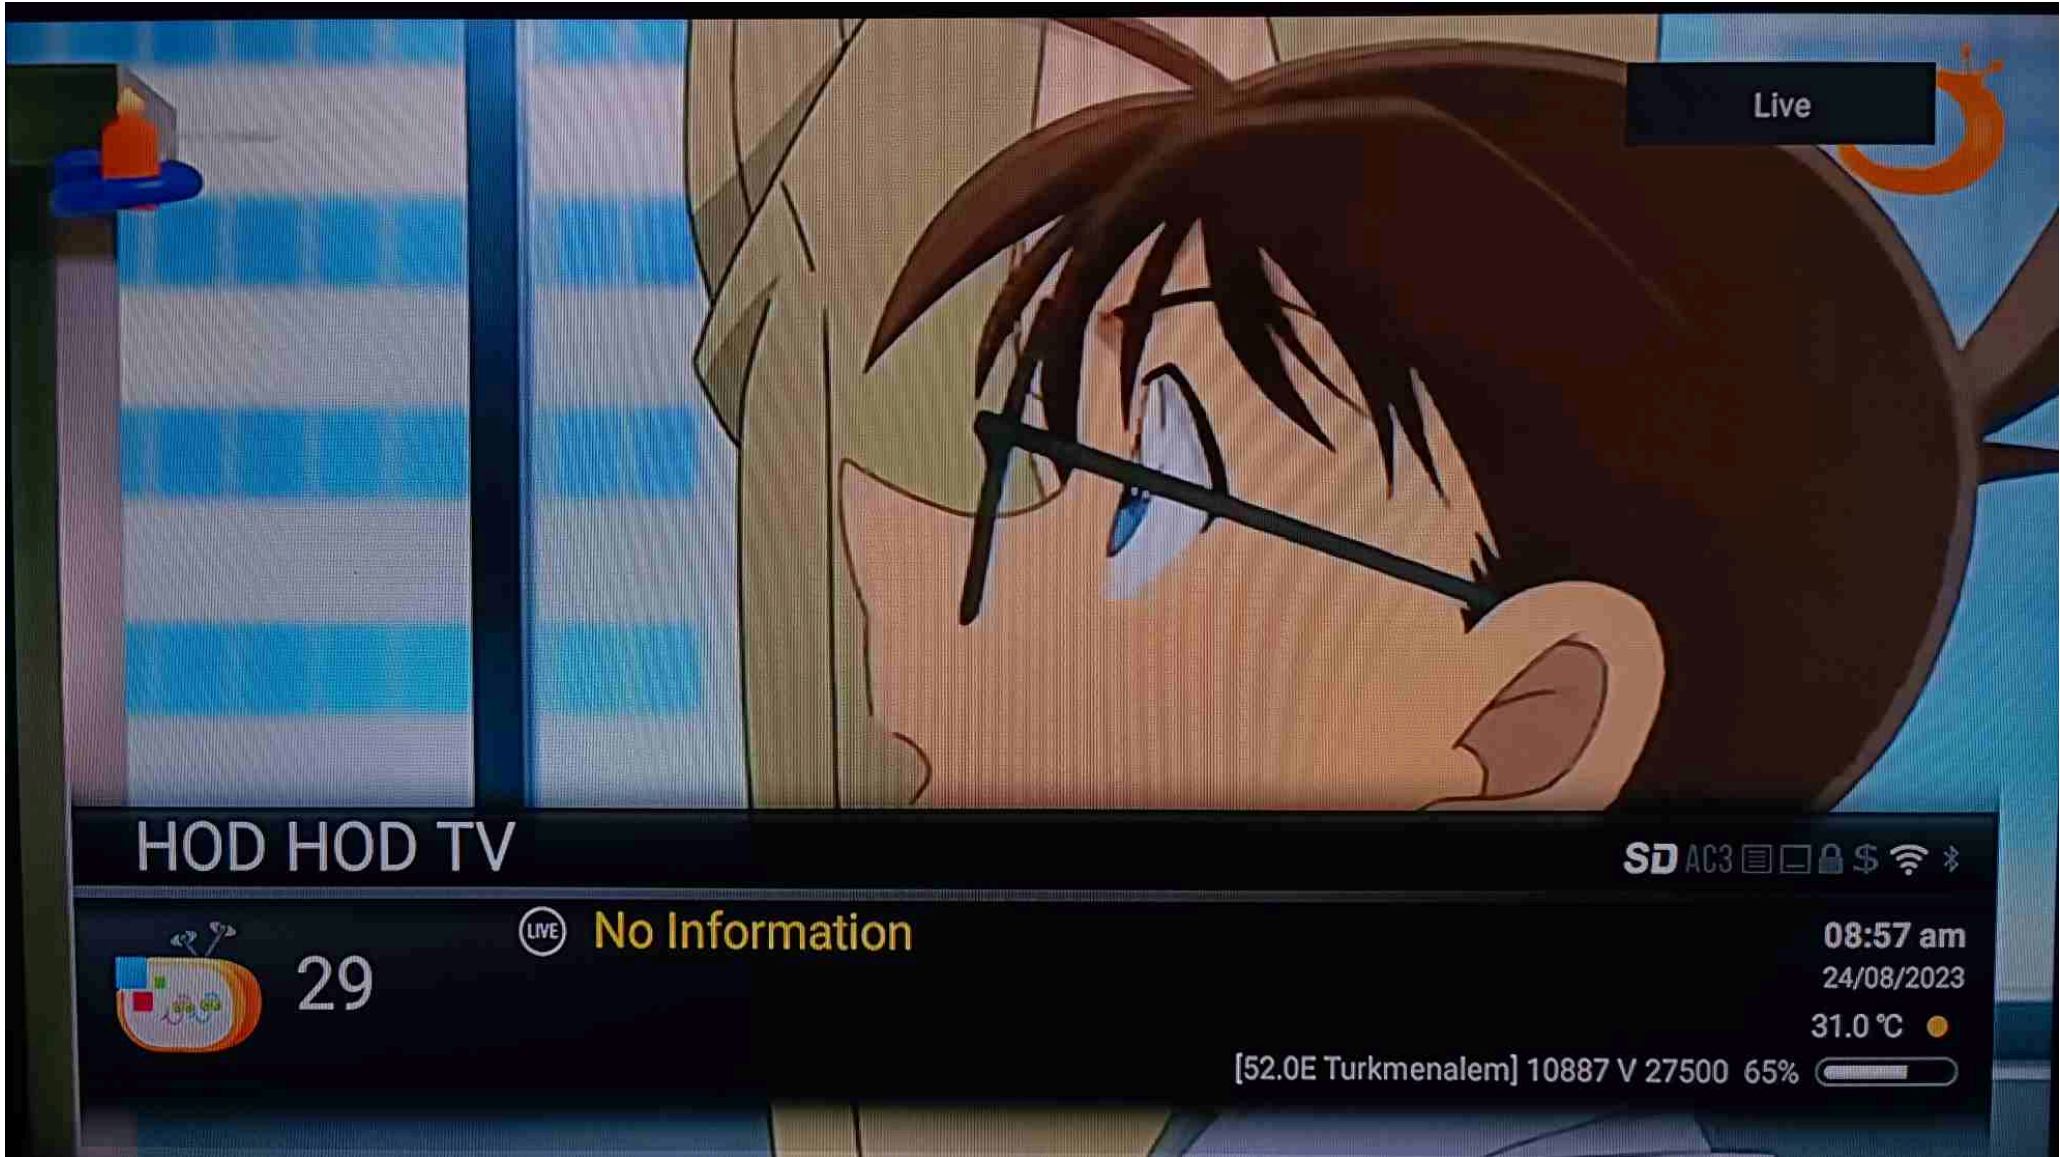 Live
HOD HOD TV
SD AC3 $
29
LIVE No Information
08:57 am
24/08/2023
31.0 °C
[52.0E Turkmenalem] 10887 V 27500 65%